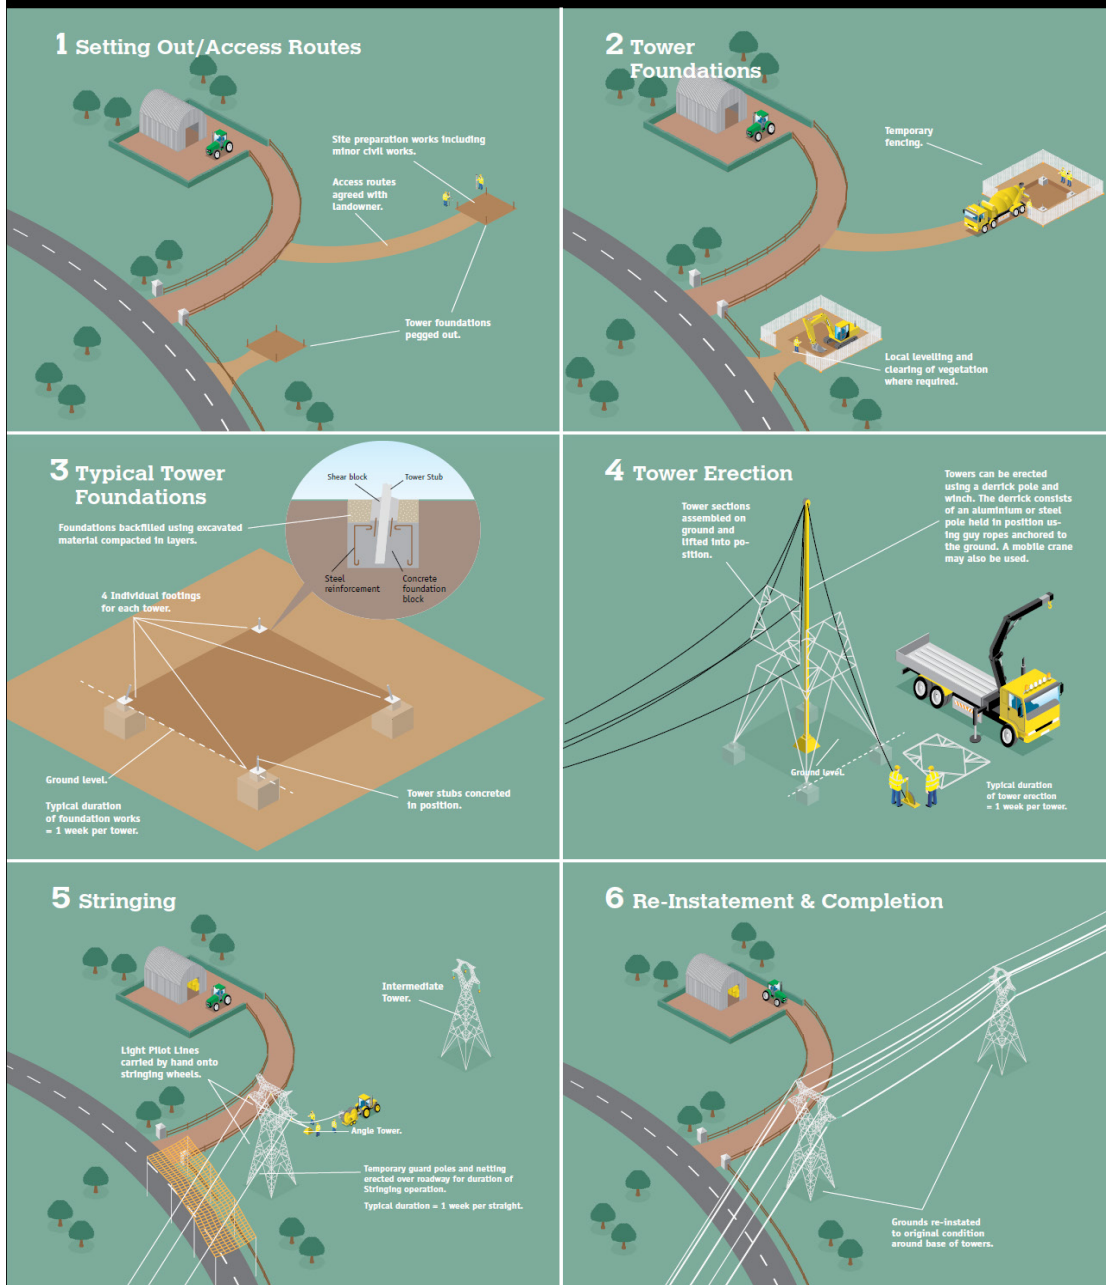 1 Setting Out/Access Routes
Site preparation works including
minor civil works.
Access routes
agreed with
landowner.
Tower foundations
pegged out.
2 Tower
Foundations
Temporary
fencing.
Local levelling and
clearing of vegetation
where required.
3 Typical Tower
Foundations
Foundations backfilled using excavated
material compacted in layers.
Shear block
Tower Stub
Steel
reinforcement
Concrete
foundation
block
4 Individual footings
for each tower.
Ground level.
Typical duration
of foundation works
= 1 week per tower.
Tower stubs concreted
in position.
4 Tower Erection
Tower sections
assembled on
ground and
lifted into po-
sition.
Towers can be erected
using a derrick pole and
winch. The derrick consists
of an aluminium or steel
pole held in position us-
ing guy ropes anchored to
the ground. A mobile crane
may also be used.
Ground level.
Typical duration
of tower erection
= 1 week per tower.
5 Stringing
Intermediate
Tower.
Light Pilot Lines
carried by hand onto
stringing wheels.
Angle Tower.
Temporary guard poles and netting
erected over roadway for duration of
Stringing operation.
Typical duration = 1 week per straight.
6 Re-Instatement & Completion
Grounds re-instated
to original condition
around base of towers.